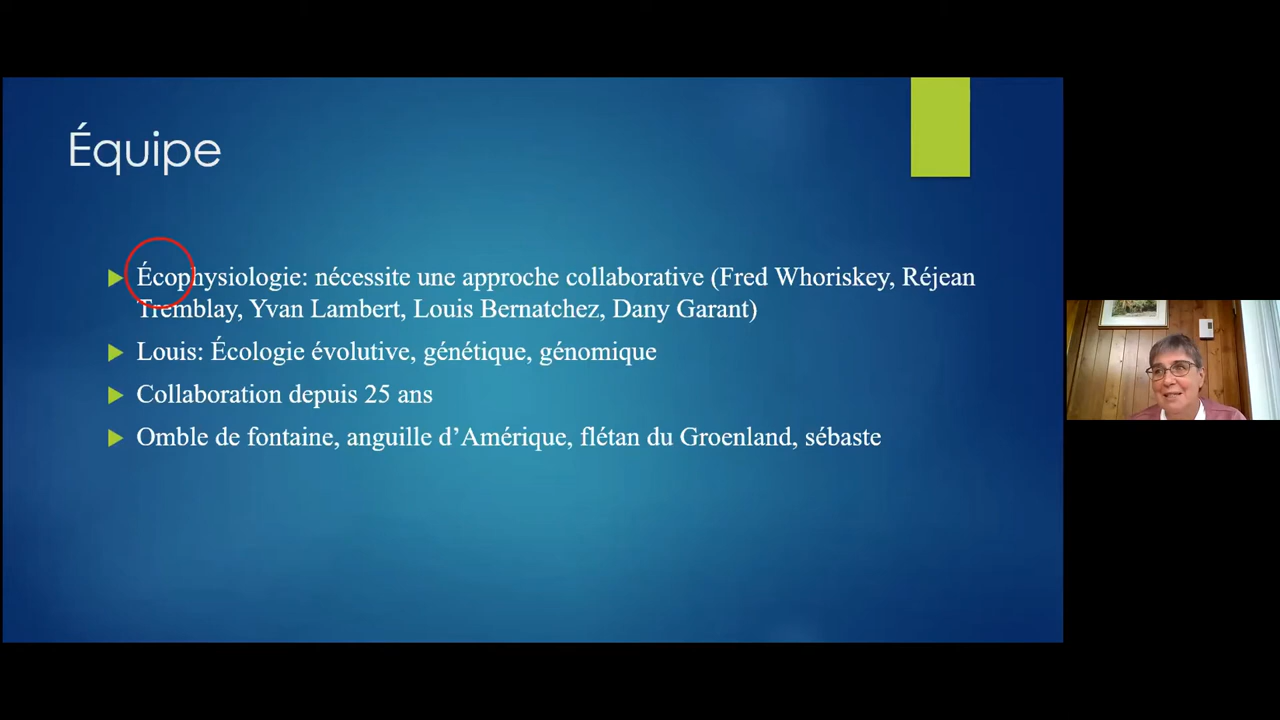 Équipe
Écophysiologie: nécessite une approche collaborative (Fred Whoriskey, Réjean
Tremblay, Yvan Lambert, Louis Bernatchez, Dany Garant)
Louis: Écologie évolutive, génétique, génomique
Collaboration depuis 25 ans
Omble de fontaine, anguille d’Amérique, flétan du Groenland, sébaste